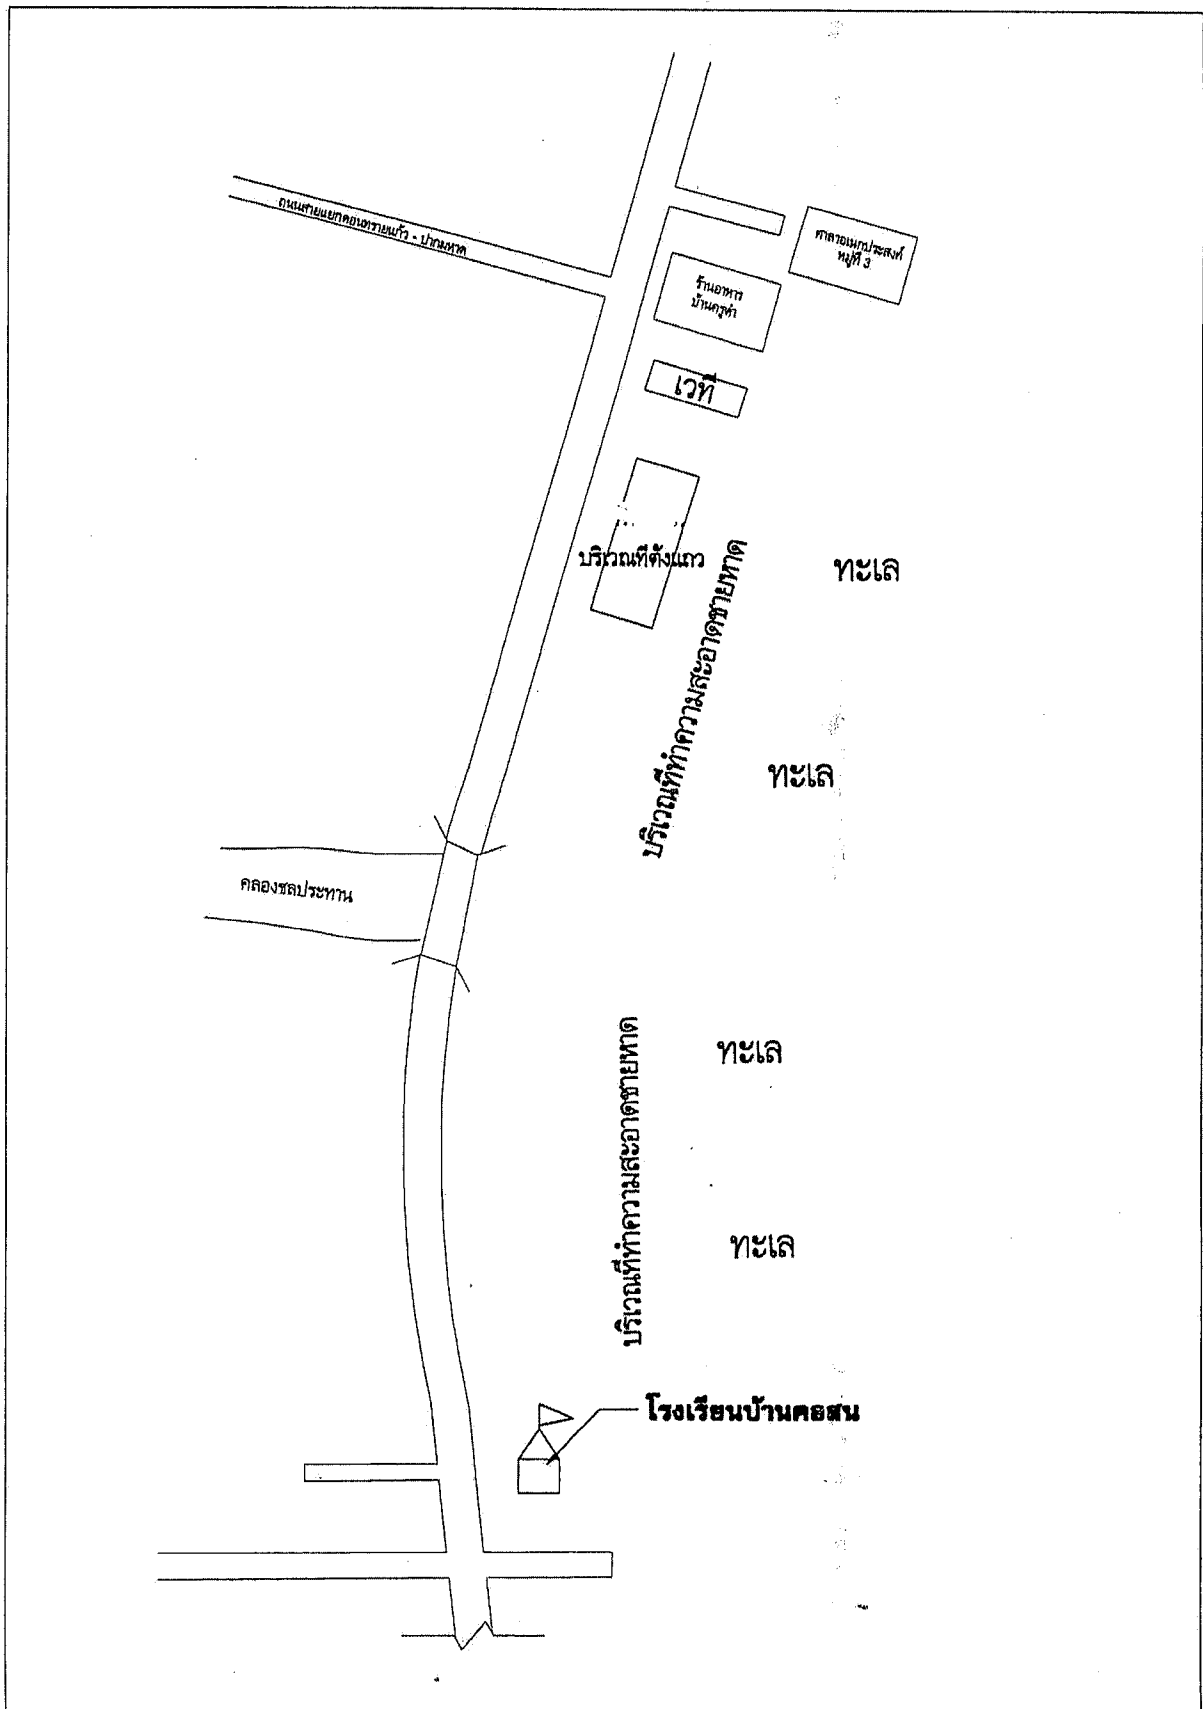 ถนนสายแยกดอนทรายแก้ว - ปากมหาด
ศาลาอเนกประสงค์
หมู่ที่ 3
ร้านอาหาร
บ้านครูทำ
เวที
บริเวณที่ตั้งแถว
บริเวณที่ทำความสะอาดชายหาด
ทะเล
ทะเล
คลองชลประทาน
บริเวณที่ทำความสะอาดชายหาด
ทะเล
ทะเล
โรงเรียนบ้านคอสน